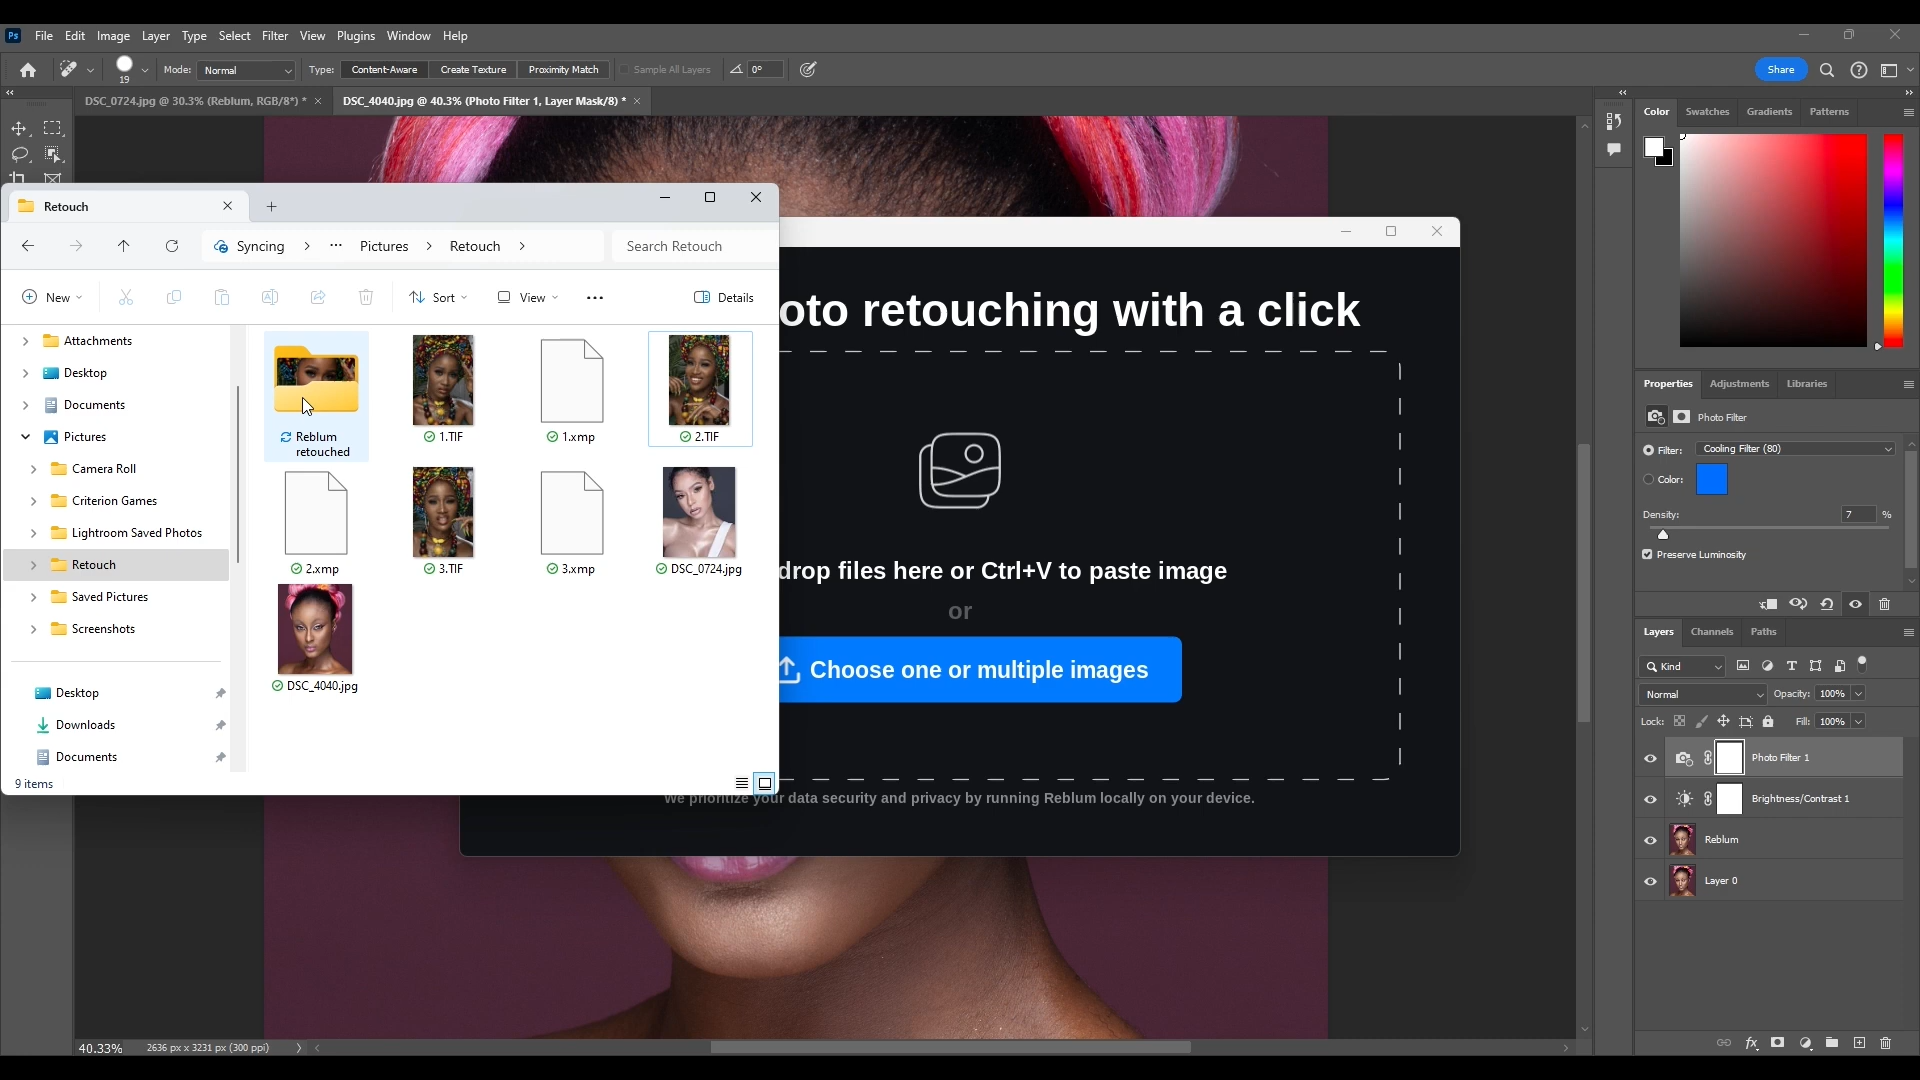 Ps File Edit Image Layer Type Select Filter View Plugins Window Help
19 Mode: Normal Type: Content-Aware Create Texture Proximity Match Sample All Layers 0° Share
DSC_0724.jpg @ 30.3% (Reblum, RGB/8*) * DSC_4040.jpg @ 40.3% (Photo Filter 1, Layer Mask/8) *
Retouch
Syncing Pictures Retouch Search Retouch
New Sort View Details
Attachments
Desktop
Documents
Pictures
Camera Roll
Criterion Games
Lightroom Saved Photos
Retouch
Saved Pictures
Screenshots
Desktop
Downloads
Documents
9 items
Reblum
retouched
1.TIF
1.xmp
2.TIF
2.xmp
3.TIF
3.xmp
DSC_0724.jpg
DSC_4040.jpg
oto retouching with a click
drop files here or Ctrl+V to paste image
or
Choose one or multiple images
We prioritize your data security and privacy by running Reblum locally on your device.
40.33% 2636 px x 3231 px (300 ppi)
Color Swatches Gradients Patterns
Properties Adjustments Libraries
Photo Filter
Filter: Cooling Filter (80)
Color:
Density: 7 %
Preserve Luminosity
Layers Channels Paths
Kind
Normal Opacity: 100%
Lock: Fill: 100%
Photo Filter 1
Brightness/Contrast 1
Reblum
Layer 0
fx